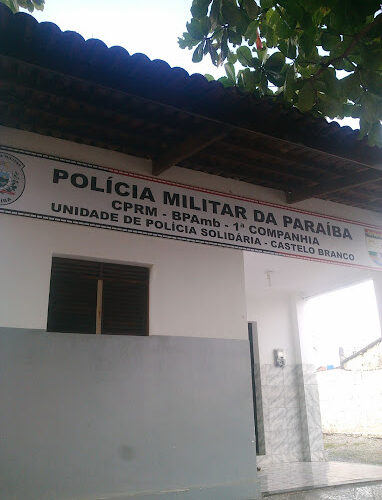 POLÍCIA MILITAR DA PARAÍBA
CPRM - BPAmb - 1ª COMPANHIA
UNIDADE DE POLÍCIA SOLIDÁRIA - CASTELO BRANCO